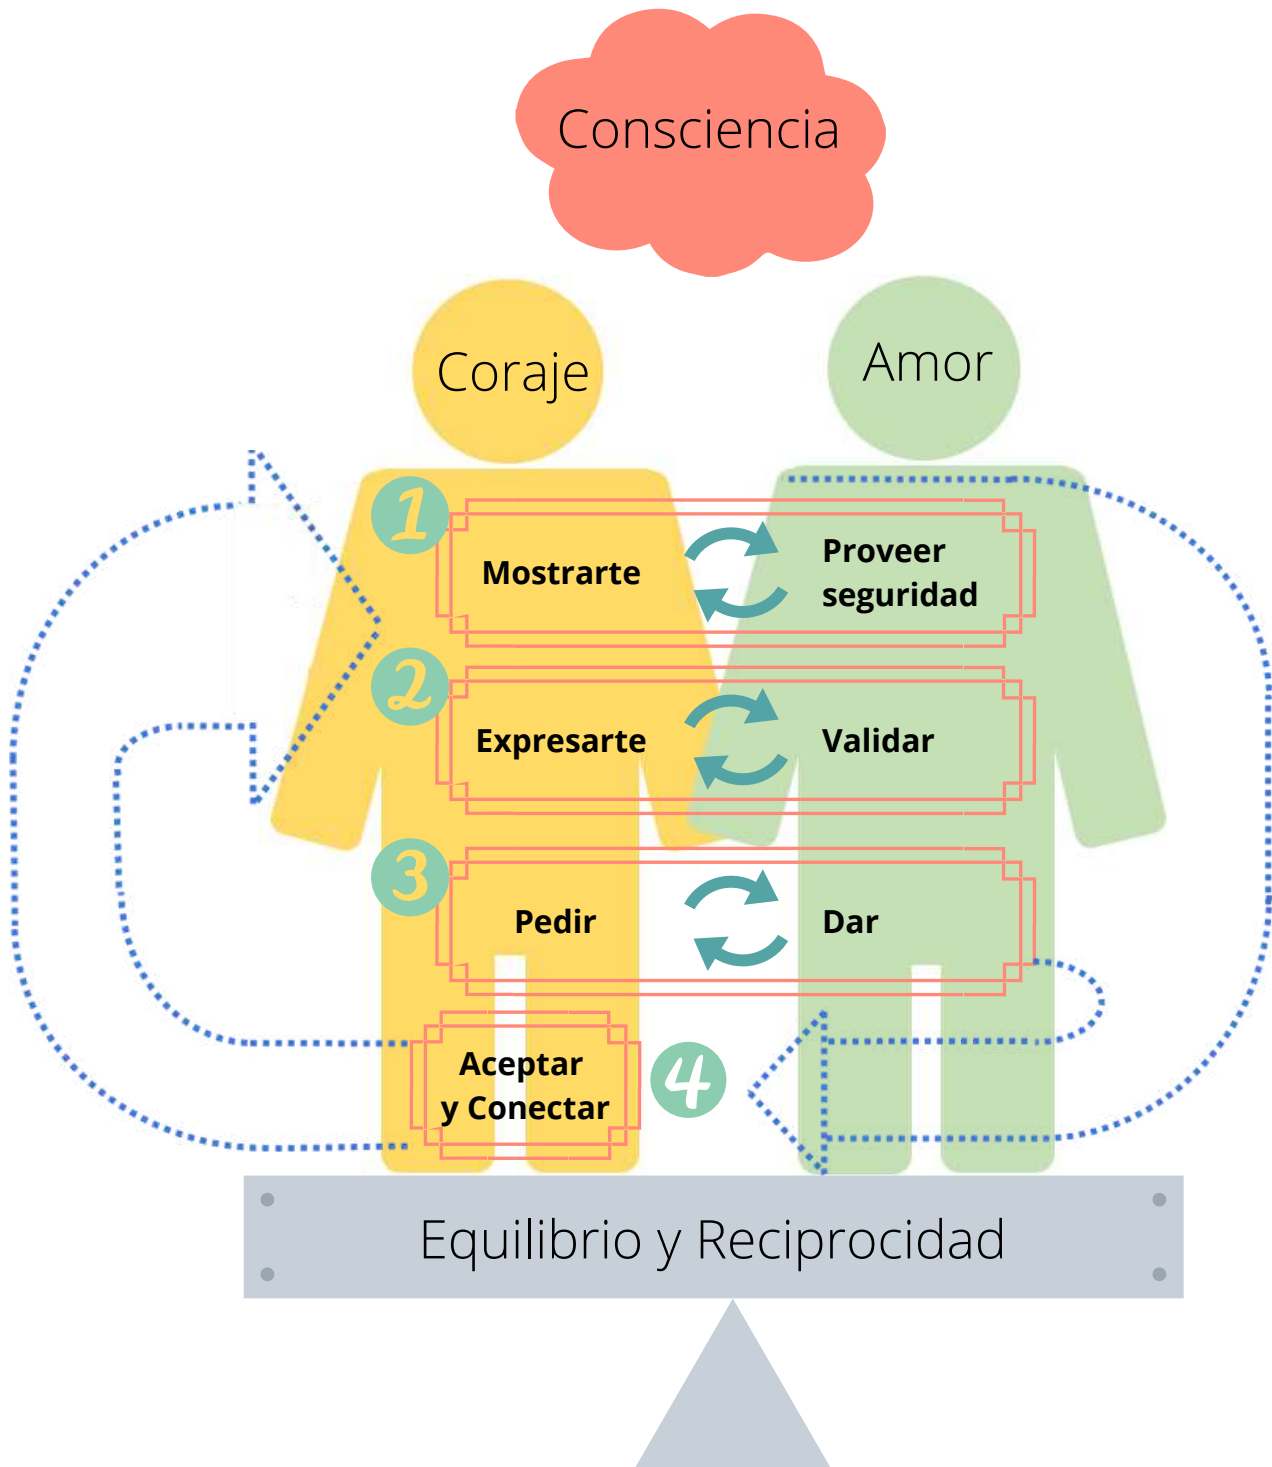 Consciencia
Coraje
Amor
1
Mostrarte
Proveer
seguridad
2
Expresarte
Validar
3
Pedir
Dar
Aceptar
y Conectar
4
Equilibrio y Reciprocidad